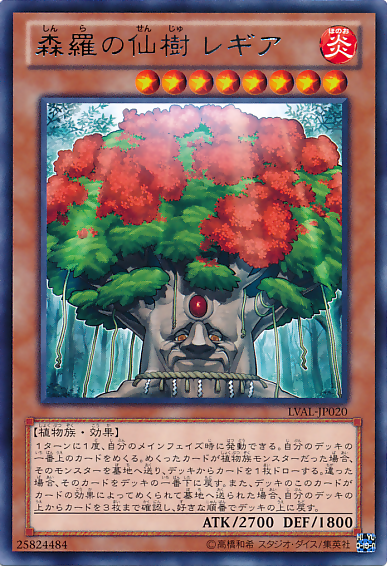 森羅の仙樹 レギア
炎
LVAL-JP020
【植物族・効果】
1ターンに1度、自分のメインフェイズ時に発動できる。自分のデッキの
一番上のカードをめくる。めくったカードが植物族モンスターだった場合、
そのモンスターを墓地へ送り、デッキからカードを1枚ドローする。違った
場合、そのカードをデッキの一番下に戻す。また、デッキのこのカードが
カードの効果によってめくられて墓地へ送られた場合、自分のデッキの
上からカードを3枚まで確認し、好きな順番でデッキの上に戻す。
ATK/2700 DEF/1800
25824484
©高橋和希 スタジオ・ダイス/集英社